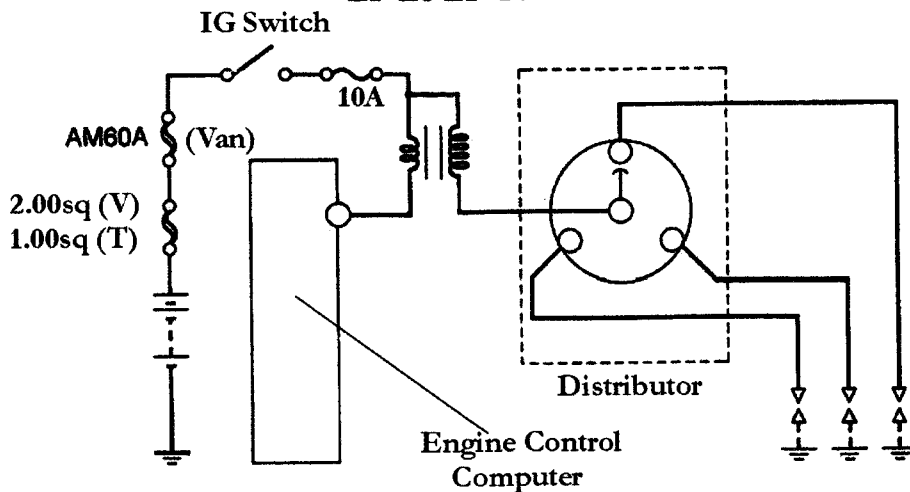 IG Switch
10A
AM60A (Van)
2.00sq (V)
1.00sq (T)
Distributor
Engine Control
Computer